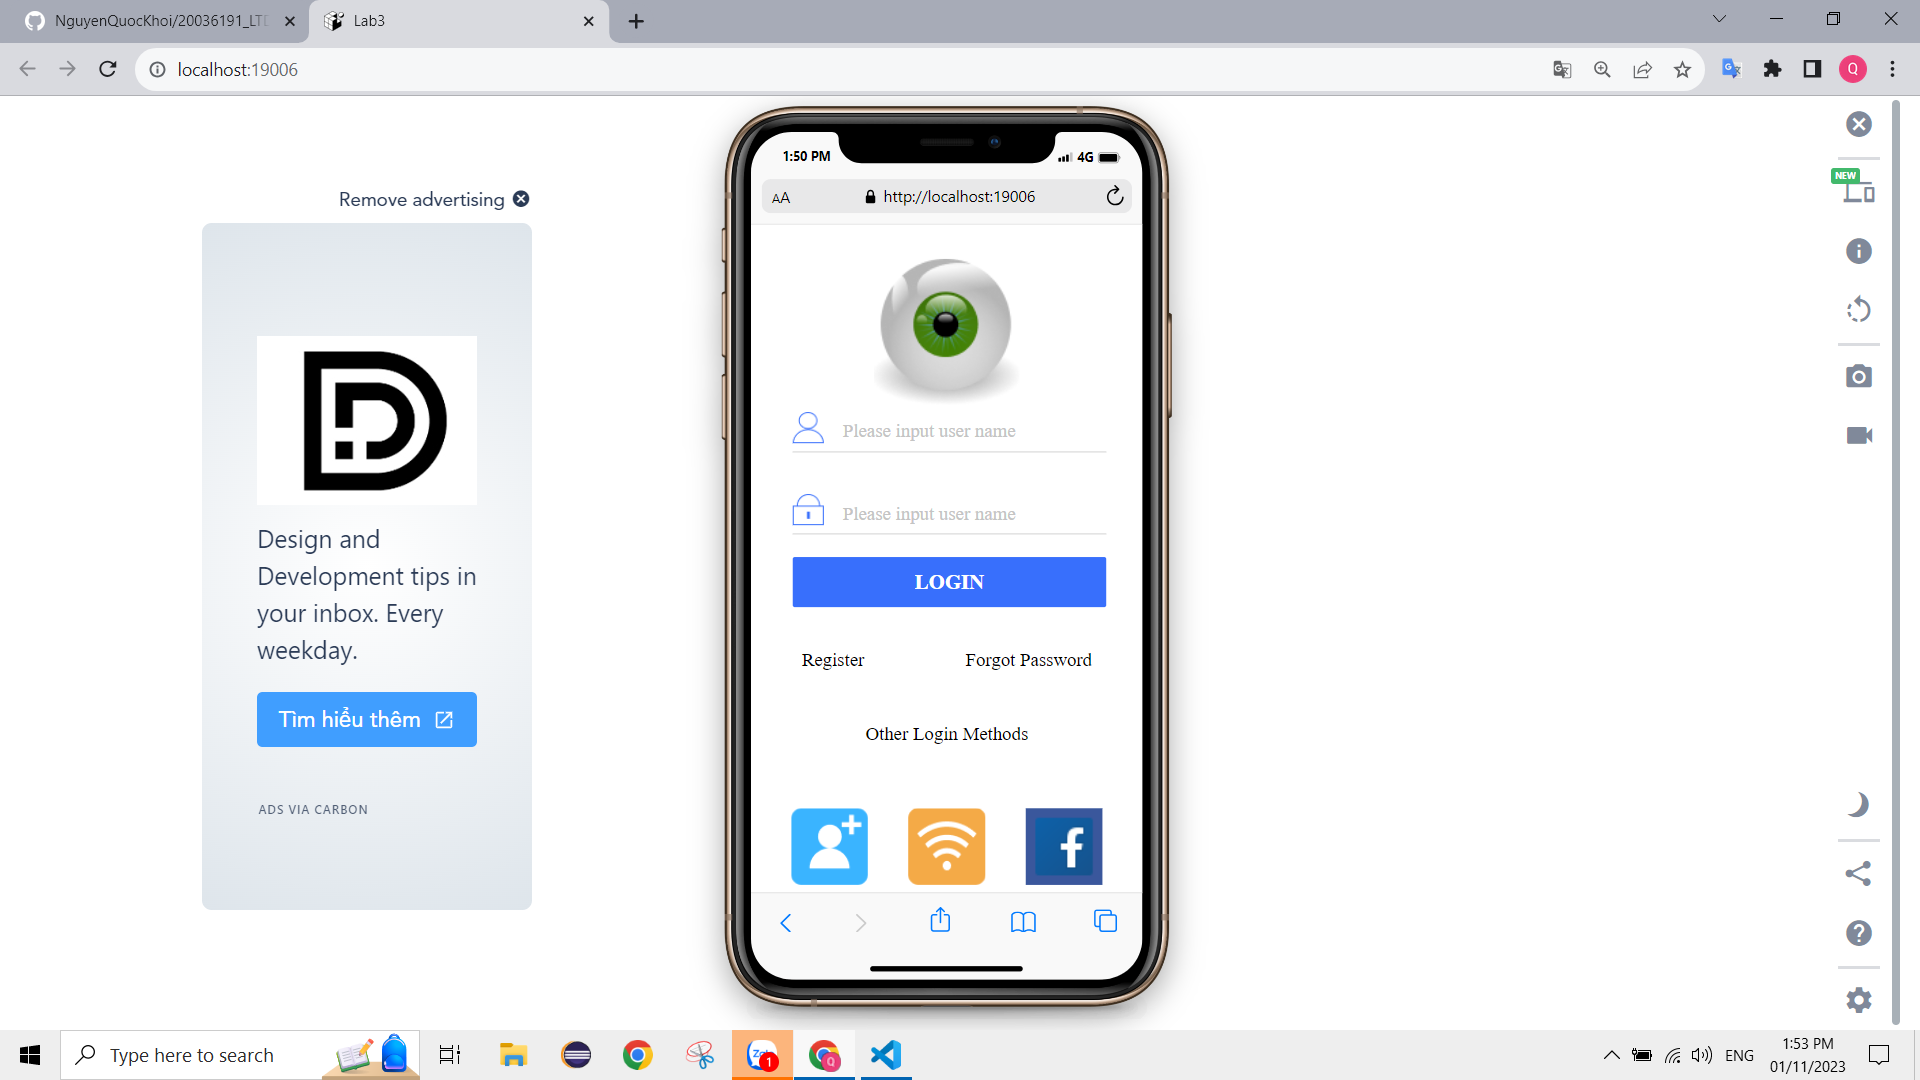 NguyenQuocKhoi/20036191_LTD
Lab3
localhost:19006
Q
Remove advertising
Design and
Development tips in
your inbox. Every
weekday.
Tìm hiểu thêm
ADS VIA CARBON
1:50 PM
4G
AA
http://localhost:19006
Please input user name
Please input user name
LOGIN
Register
Forgot Password
Other Login Methods
f
NEW
Type here to search
1
Q
ENG
1:53 PM
01/11/2023